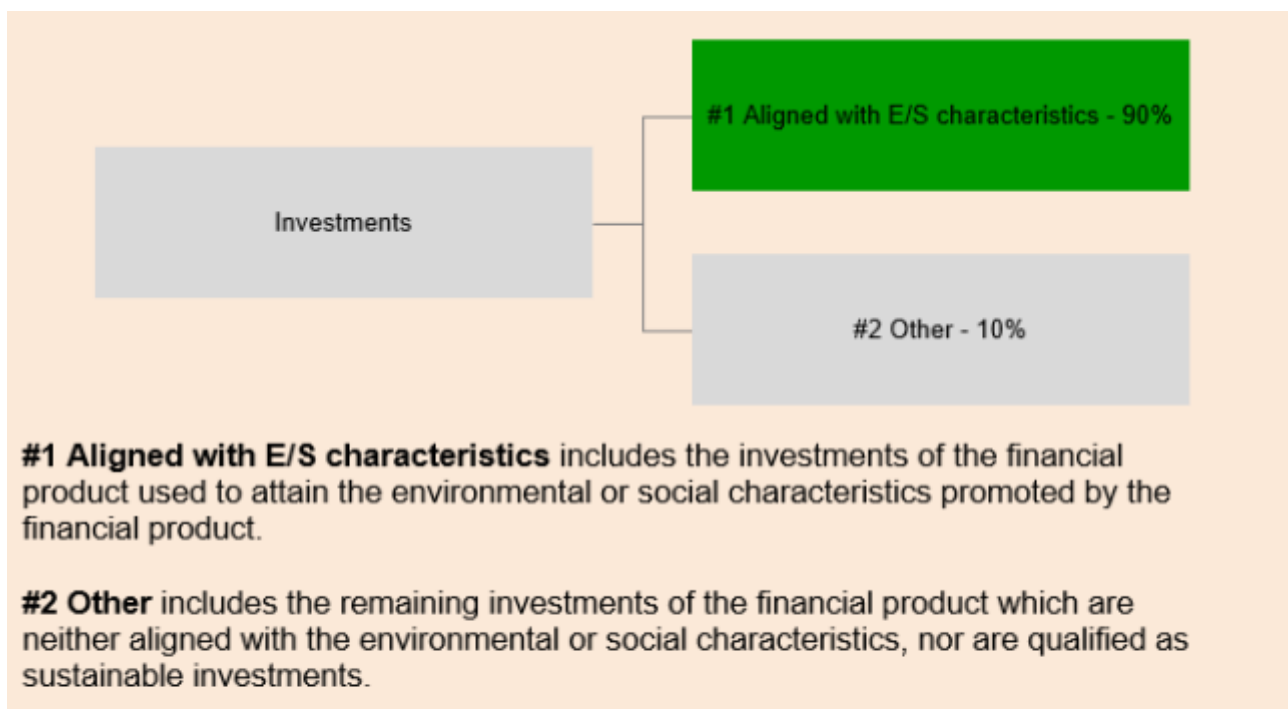 #1 Aligned with E/S characteristics - 90%
Investments
#2 Other - 10%
#1 Aligned with E/S characteristics includes the investments of the financial
product used to attain the environmental or social characteristics promoted by the
financial product.
#2 Other includes the remaining investments of the financial product which are
neither aligned with the environmental or social characteristics, nor are qualified as
sustainable investments.